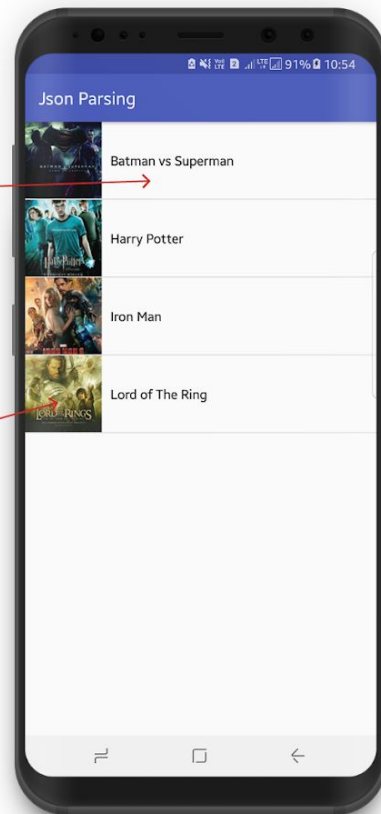 91% 10:54
Json Parsing
Batman vs Superman
Harry Potter
Iron Man
Lord of The Ring